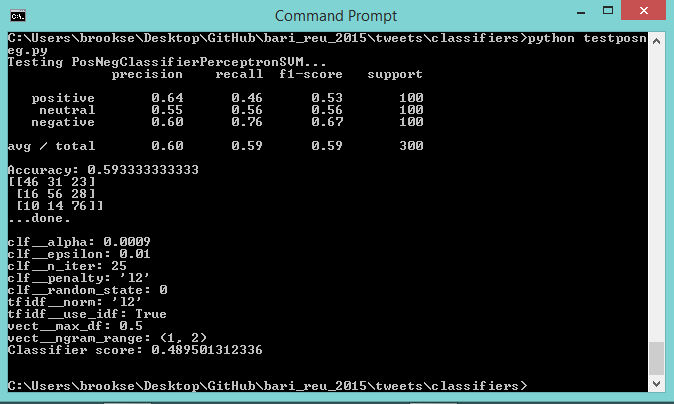 Command Prompt
C:\Users\brookse\Desktop\GitHub\bari_reu_2015\tweets\classifiers>python testposn
eg.py
Testing PosNegClassifierPerceptronSVM...
precision recall f1-score support
positive 0.64 0.46 0.53 100
neutral 0.55 0.56 0.56 100
negative 0.60 0.76 0.67 100
avg / total 0.60 0.59 0.59 300
Accuracy: 0.593333333333
[[46 31 23]
[16 56 28]
[10 14 76]]
...done.
clf__alpha: 0.0009
clf__epsilon: 0.01
clf__n_iter: 25
clf__penalty: 'l2'
clf__random_state: 0
tfidf__norm: 'l2'
tfidf__use_idf: True
vect__max_df: 0.5
vect__ngram_range: (1, 2)
Classifier score: 0.489501312336
C:\Users\brookse\Desktop\GitHub\bari_reu_2015\tweets\classifiers>